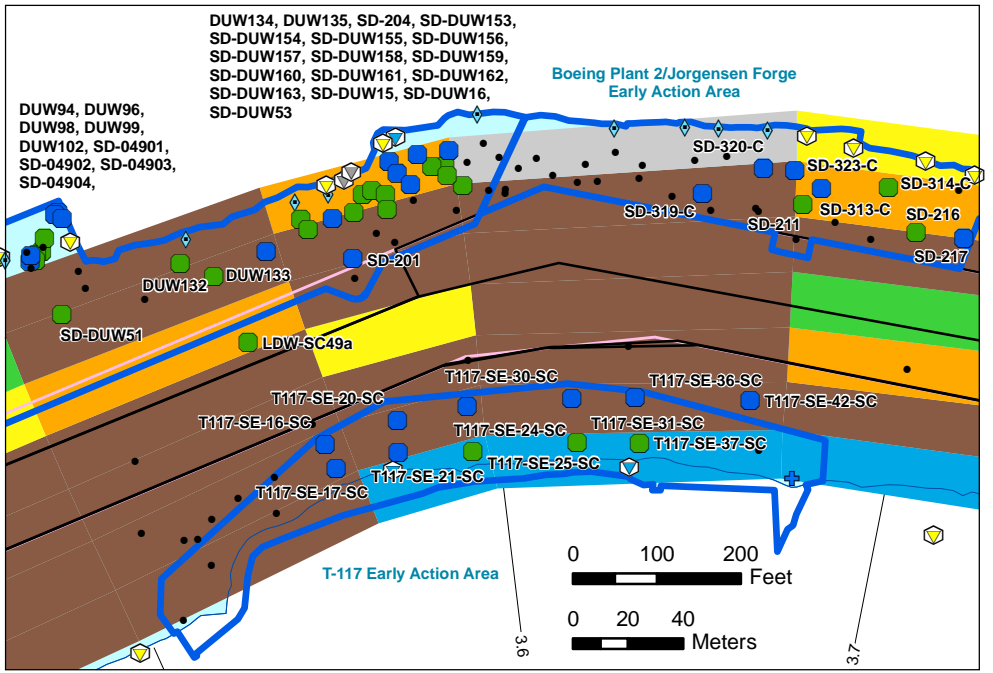 DUW134, DUW135, SD-204, SD-DUW153,
SD-DUW154, SD-DUW155, SD-DUW156,
SD-DUW157, SD-DUW158, SD-DUW159,
SD-DUW160, SD-DUW161, SD-DUW162,
SD-DUW163, SD-DUW15, SD-DUW16,
SD-DUW53
Boeing Plant 2/Jorgensen Forge
Early Action Area
DUW94, DUW96,
DUW98, DUW99,
DUW102, SD-04901,
SD-04902, SD-04903,
SD-04904,
SD-320-C
SD-323-C
SD-314-C
SD-319-C
SD-313-C
SD-211
SD-216
SD-217
SD-201
DUW132
DUW133
SD-DUW51
LDW-SC49a
T117-SE-30-SC
T117-SE-36-SC
T117-SE-20-SC
T117-SE-42-SC
T117-SE-16-SC
T117-SE-24-SC
T117-SE-31-SC
T117-SE-37-SC
T117-SE-25-SC
T117-SE-21-SC
T117-SE-17-SC
T-117 Early Action Area
0 100 200
Feet
0 20 40
Meters
3.6
3.7